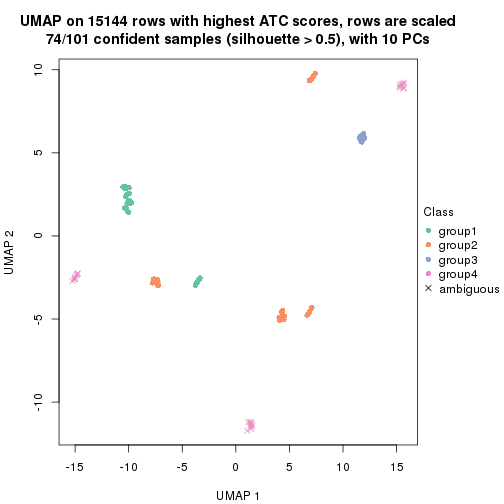 UMAP on 15144 rows with highest ATC scores, rows are scaled
74/101 confident samples (silhouette > 0.5), with 10 PCs
10
5
0
-5
-10
UMAP 2
-15
-10
-5
0
5
10
15
UMAP 1
Class
group1
group2
group3
group4
ambiguous